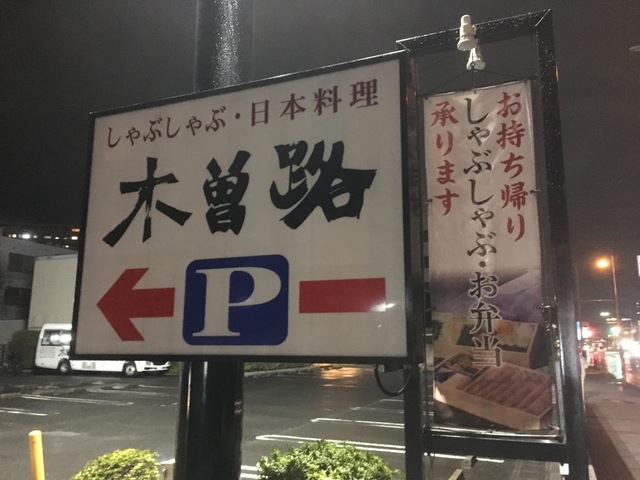 しゃぶしゃぶ・日本料理
木曽路
P
お持ち帰り
しゃぶしゃぶ・お弁当
承ります